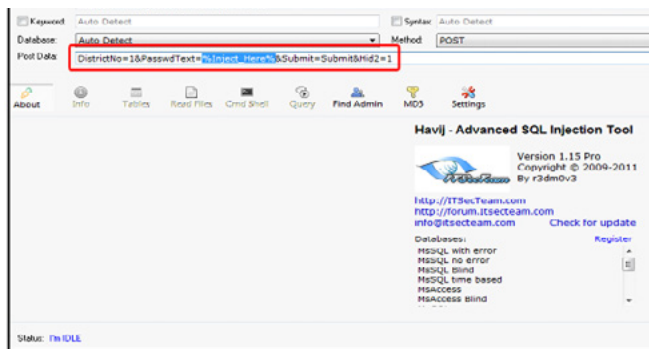 Keyword: Auto Detect
Syntax: Auto Detect
Database: Auto Detect
Method: POST
Post Data: DistrictNo=1&PasswdText=%Inject_Here%&Submit=Submit&Hid2=1
About
Info
Tables
Read Files
Cmd Shell
Query
Find Admin
MD5
Settings
Havij - Advanced SQL Injection Tool
ITSecTeam
Version 1.15 Pro
Copyright © 2009-2011
By r3dm0v3
http://ITSecTeam.com
http://forum.itsecteam.com
info@itsecteam.com
Check for update
Databases:
Register
MsSQL with error
MsSQL no error
MsSQL Blind
MsSQL time based
MsAccess
MsAccess Blind
Status: I'm IDLE